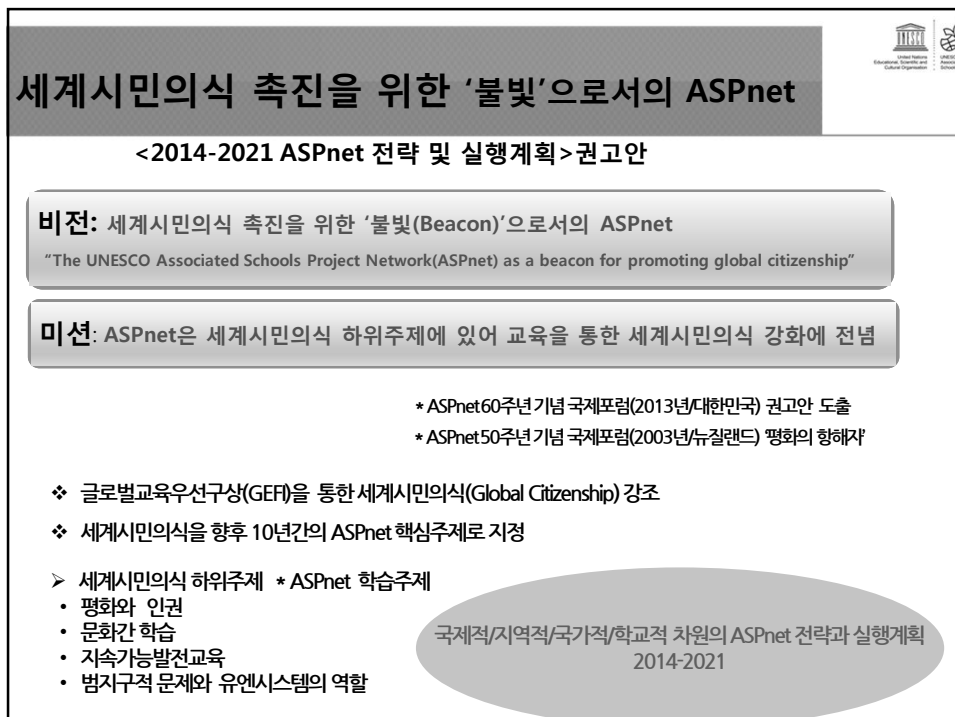 세계시민의식 촉진을 위한 ‘불빛’으로서의 ASPnet
United Nations
Educational, Scientific and
Cultural Organization
<2014-2021 ASPnet 전략 및 실행계획>권고안
비전: 세계시민의식 촉진을 위한 ‘불빛(Beacon)’으로서의 ASPnet
“The UNESCO Associated Schools Project Network(ASPnet) as a beacon for promoting global citizenship”
미션: ASPnet은 세계시민의식 하위주제에 있어 교육을 통한 세계시민의식 강화에 전념
* ASPnet 60주년 기념 국제포럼(2013년/대한민국) 권고안 도출
* ASPnet 50주년 기념 국제포럼(2003년/뉴질랜드) ‘평화의 항해자’
❖ 글로벌교육우선구상(GEFI)을 통한 세계시민의식(Global Citizenship) 강조
❖ 세계시민의식을 향후 10년간의 ASPnet 핵심주제로 지정
➢ 세계시민의식 하위주제 * ASPnet 학습주제
• 평화와 인권
• 문화간 학습
• 지속가능발전교육
• 범지구적 문제와 유엔시스템의 역할
국제적/지역적/국가적/학교적 차원의 ASPnet 전략과 실행계획
2014-2021